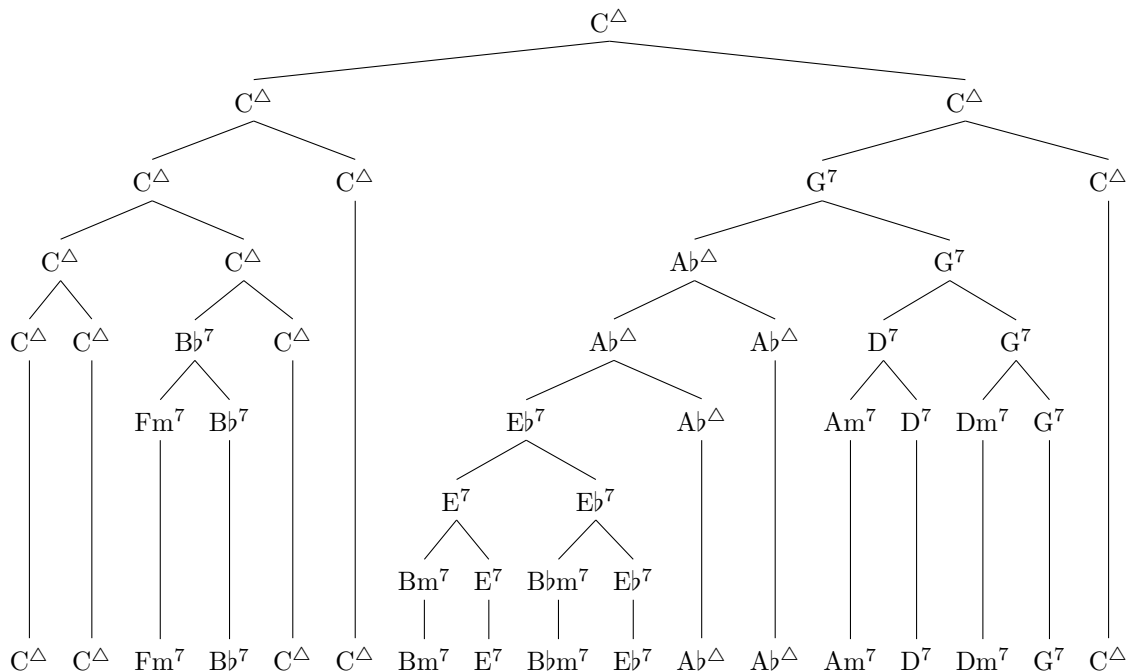 C△
C△ C△
C△ C△ G⁷ C△
C△ C△ A♭△ G⁷
C△ C△ B♭⁷ C△ A♭△ A♭△ D⁷ G⁷
Fm⁷ B♭⁷ E♭⁷ A♭△ Am⁷ D⁷ Dm⁷ G⁷
E⁷ E♭⁷
Bm⁷ E⁷ B♭m⁷ E♭⁷
C△ C△ Fm⁷ B♭⁷ C△ C△ Bm⁷ E⁷ B♭m⁷ E♭⁷ A♭△ A♭△ Am⁷ D⁷ Dm⁷ G⁷ C△